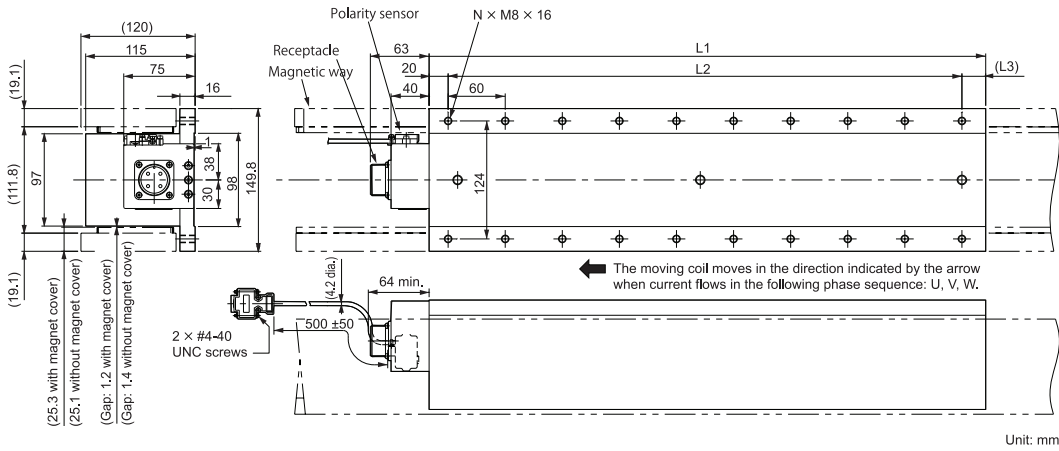 Polarity sensor
N × M8 × 16
(120)
115
75
16
Receptacle
Magnetic way
63
L1
20
L2
(L3)
40
60
(19.1)
(111.8)
97
1
38
30
98
149.8
124
(19.1)
(25.3 with magnet cover)
(25.1 without magnet cover)
(Gap: 1.2 with magnet cover)
(Gap: 1.4 without magnet cover)
The moving coil moves in the direction indicated by the arrow
when current flows in the following phase sequence: U, V, W.
(4.2 dia.)
64 min.
500 ±50
2 × #4-40
UNC screws
Unit: mm